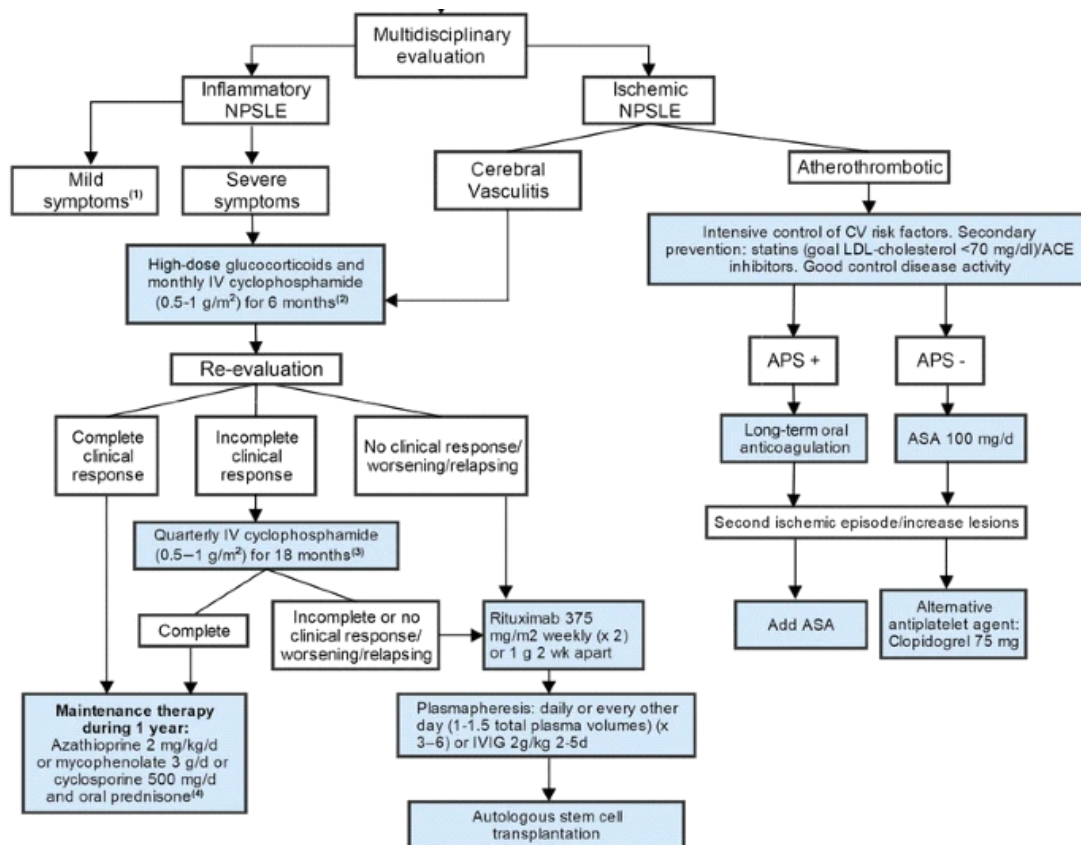 Multidisciplinary
evaluation
Inflammatory
NPSLE
Ischemic
NPSLE
Mild
symptoms(1)
Severe
symptoms
Cerebral
Vasculitis
Atherothrombotic
High-dose glucocorticoids and
monthly IV cyclophosphamide
(0.5-1 g/m²) for 6 months(2)
Intensive control of CV risk factors. Secondary
prevention: statins (goal LDL-cholesterol <70 mg/dl)/ACE
inhibitors. Good control disease activity
Re-evaluation
APS +
APS -
Complete
clinical
response
Incomplete
clinical
response
No clinical response/
worsening/relapsing
Long-term oral
anticoagulation
ASA 100 mg/d
Quarterly IV cyclophosphamide
(0.5–1 g/m²) for 18 months(3)
Second ischemic episode/increase lesions
Complete
Incomplete or no
clinical response/
worsening/relapsing
Rituximab 375
mg/m2 weekly (x 2)
or 1 g 2 wk apart
Add ASA
Alternative
antiplatelet agent:
Clopidogrel 75 mg
Maintenance therapy
during 1 year:
Azathioprine 2 mg/kg/d
or mycophenolate 3 g/d or
cyclosporine 500 mg/d
and oral prednisone(4)
Plasmapheresis: daily or every other
day (1-1.5 total plasma volumes) (x
3–6) or IVIG 2g/kg 2-5d
Autologous stem cell
transplantation